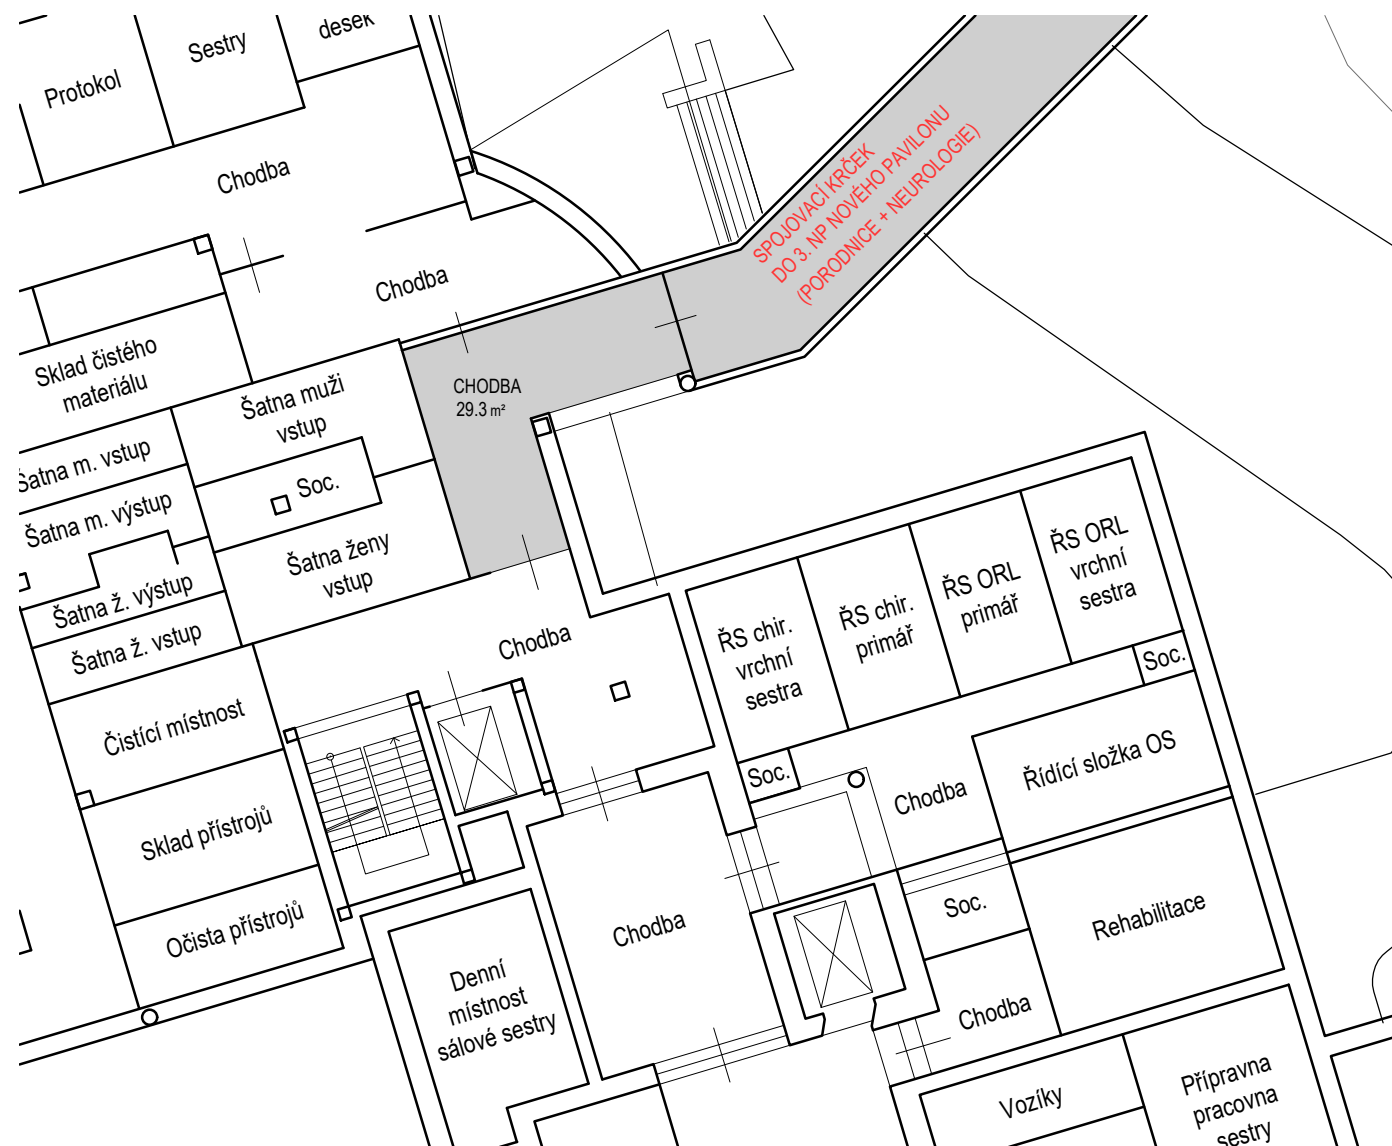 desek
Sestry
Protokol
Chodba
SPOJOVACÍ KRČEK
DO 3. NP NOVÉHO PAVILONU
(PORODNICE + NEUROLOGIE)
Chodba
Sklad čistého
materiálu
CHODBA
29.3 m²
Šatna muži
vstup
Šatna m. vstup
Soc.
Šatna m. výstup
Šatna ženy
vstup
Šatna ž. výstup
Šatna ž. vstup
Chodba
ŘS ORL
vrchní
sestra
ŘS ORL
primář
ŘS chir.
primář
ŘS chir.
vrchní
sestra
Soc.
Čistící místnost
Soc.
Řídící složka OS
Chodba
Sklad přístrojů
Soc.
Rehabilitace
Očista přístrojů
Chodba
Denní
místnost
sálové sestry
Chodba
Vozíky
Přípravna
pracovna
sestry